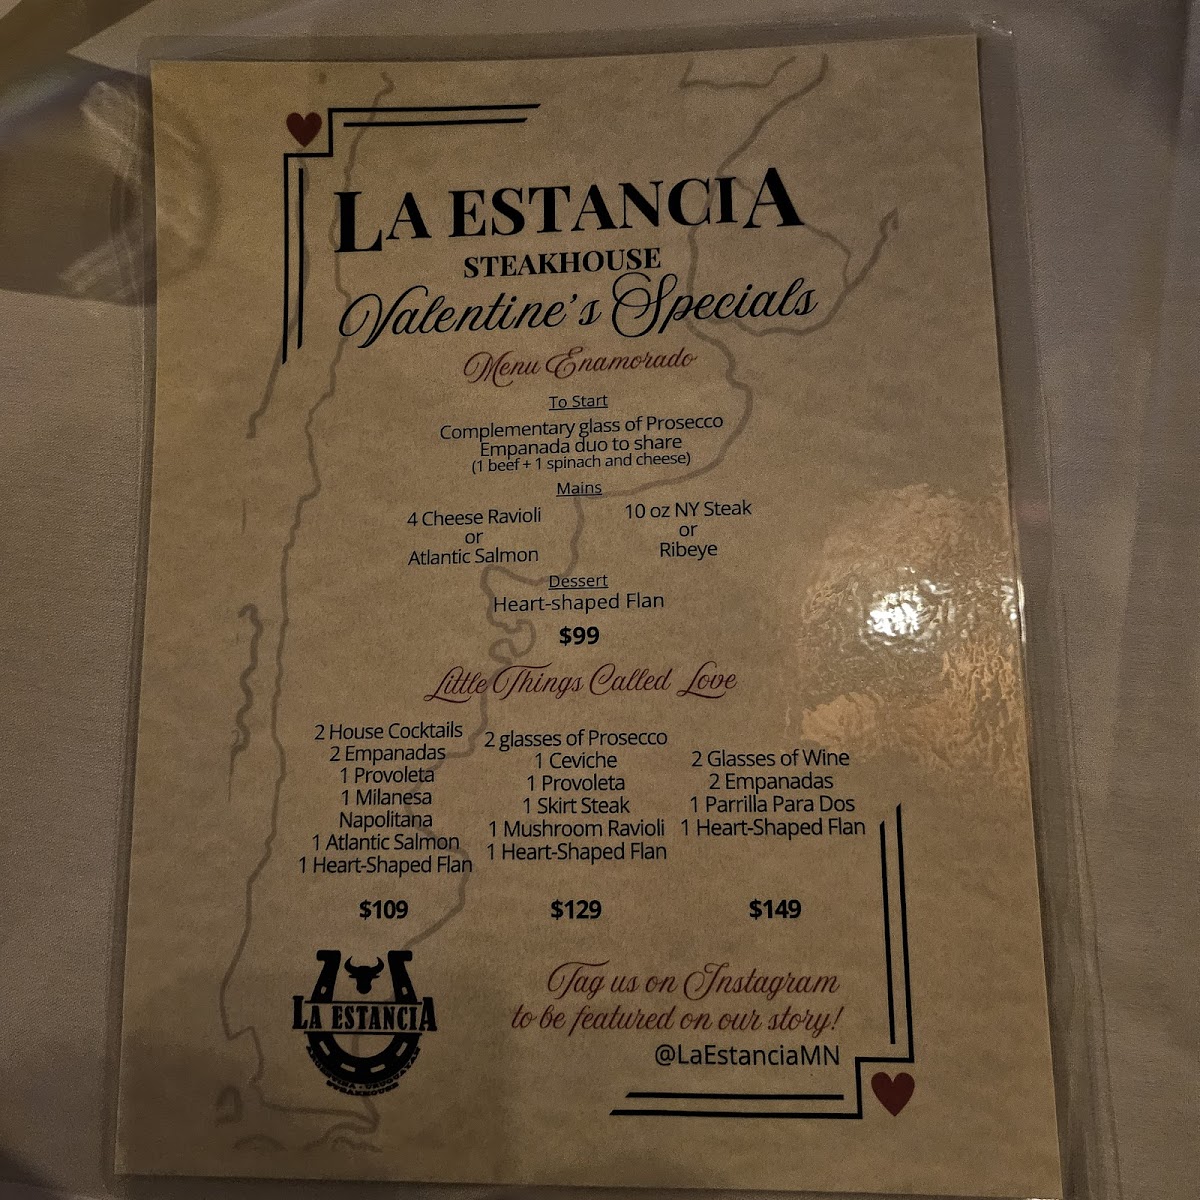 LA ESTANCIA
STEAKHOUSE
Valentine's Specials
Menu Enamorado
To Start
Complementary glass of Prosecco
Empanada duo to share
(1 beef + 1 spinach and cheese)
Mains
4 Cheese Ravioli
or
Atlantic Salmon
10 oz NY Steak
or
Ribeye
Dessert
Heart-shaped Flan
$99
Little Things Called Love
2 House Cocktails
2 Empanadas
1 Provoleta
1 Milanesa
Napolitana
1 Atlantic Salmon
1 Heart-Shaped Flan
$109
2 glasses of Prosecco
1 Ceviche
1 Provoleta
1 Skirt Steak
1 Mushroom Ravioli
1 Heart-Shaped Flan
$129
2 Glasses of Wine
2 Empanadas
1 Parrilla Para Dos
1 Heart-Shaped Flan
$149
LA ESTANCIA
STEAKHOUSE
Tag us on Instagram
to be featured on our story!
@LaEstanciaMN